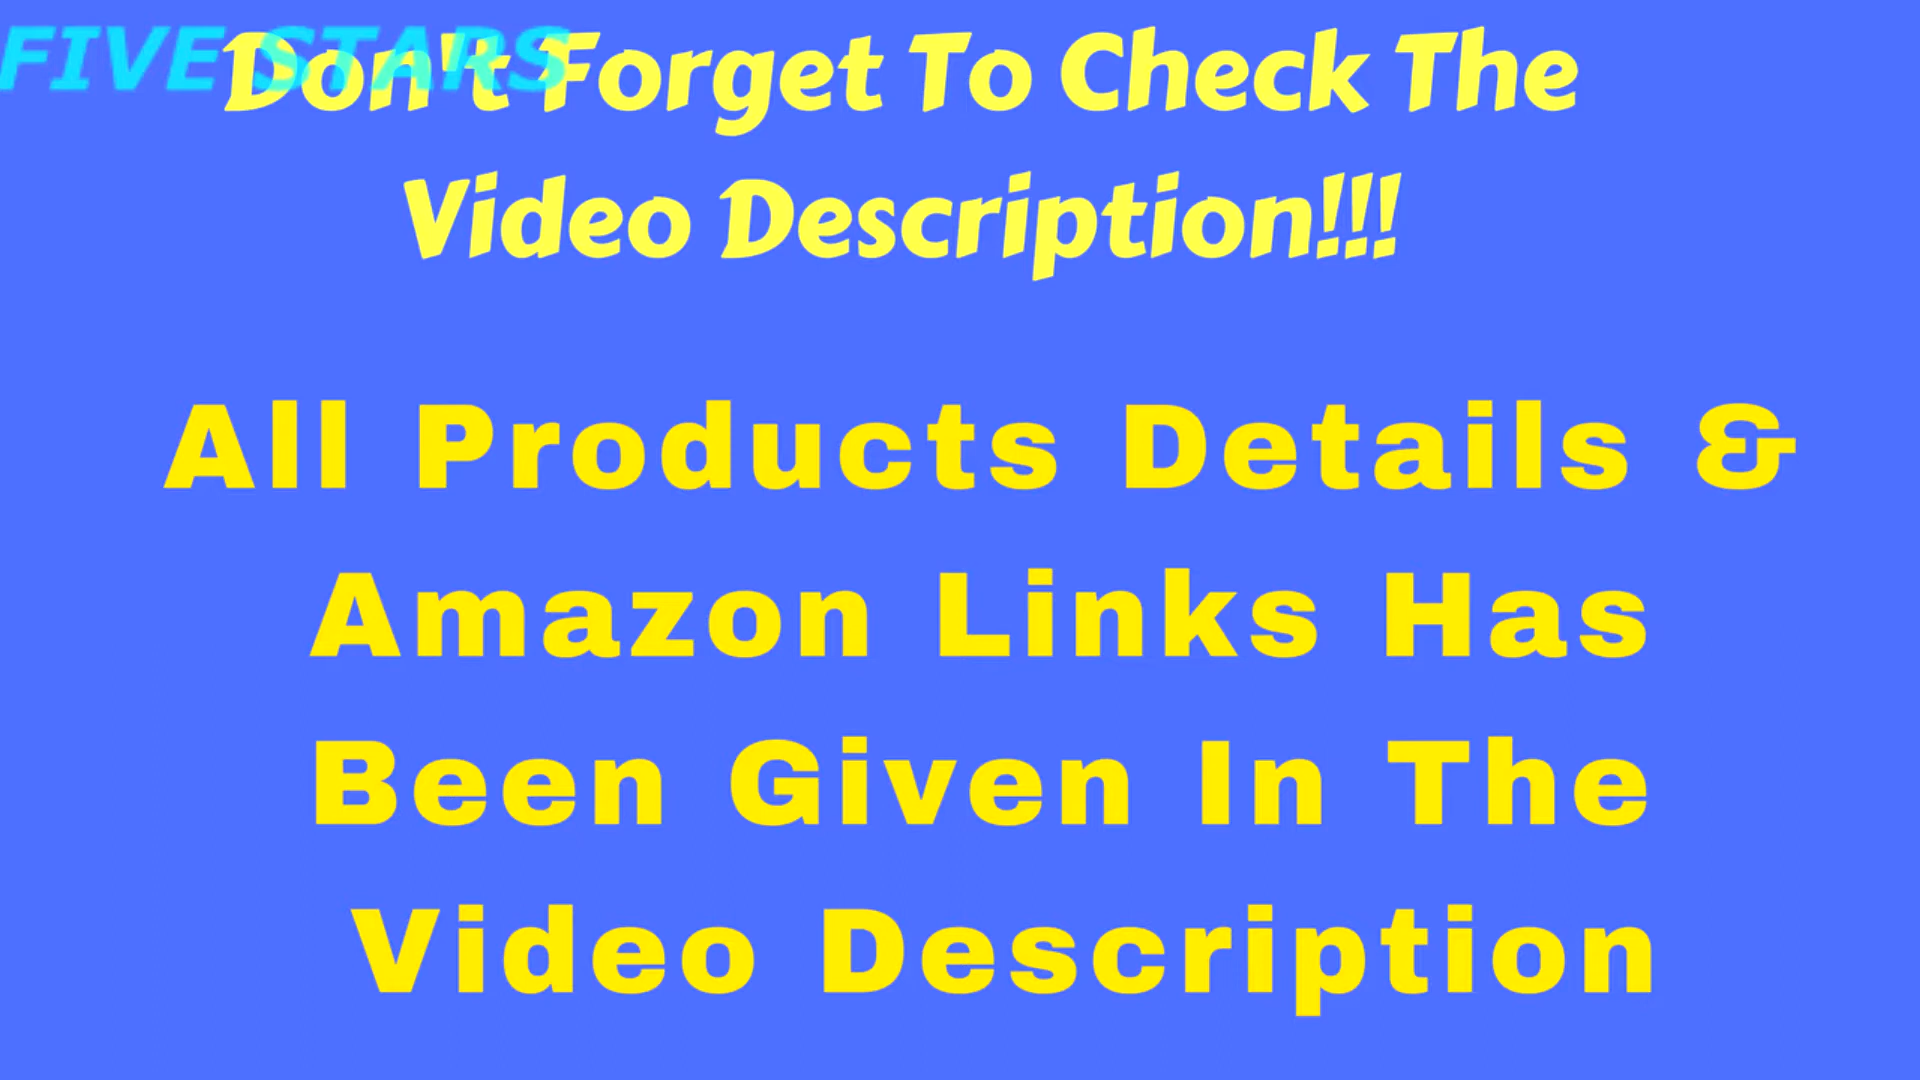 FIVE STARS
Don't Forget To Check The
Video Description!!!
All Products Details &
Amazon Links Has
Been Given In The
Video Description